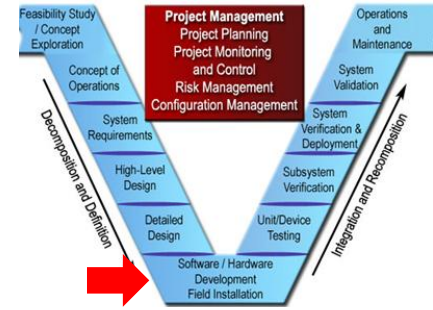 Feasibility Study
/ Concept
Exploration
Concept of
Operations
System
Requirements
High-Level
Design
Detailed
Design
Software / Hardware
Development
Field Installation
Project Management
Project Planning
Project Monitoring
and Control
Risk Management
Configuration Management
Operations
and
Maintenance
System
Validation
System
Verification &
Deployment
Subsystem
Verification
Unit/Device
Testing
Decomposition and Definition
Integration and Recomposition